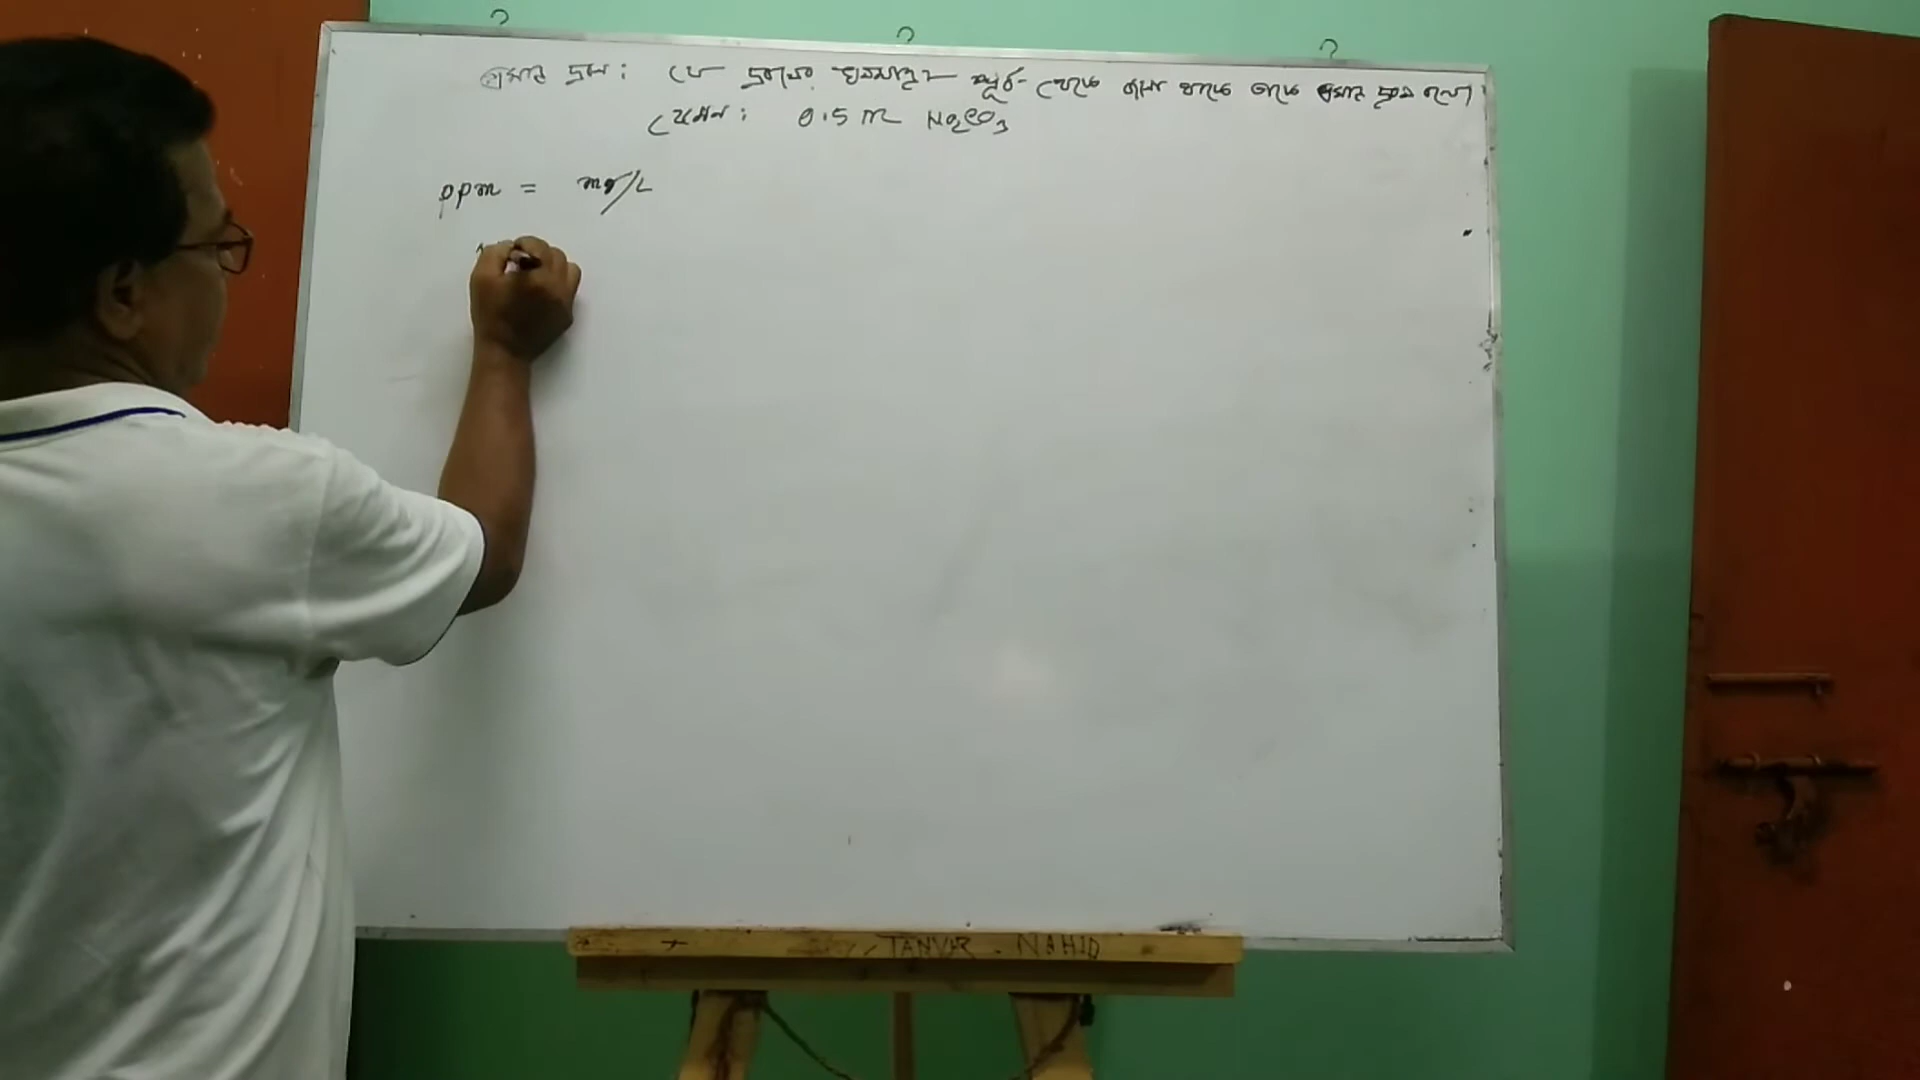 প্রমাণ দ্রবণ : যে দ্রবণের ঘনমাত্রা পূর্ব থেকে জানা থাকে তাকে প্রমাণ দ্রবণ বলে।
যেমন : 0.5 M Na₂CO₃
ppm = mg/L
TANVIR - NAHID